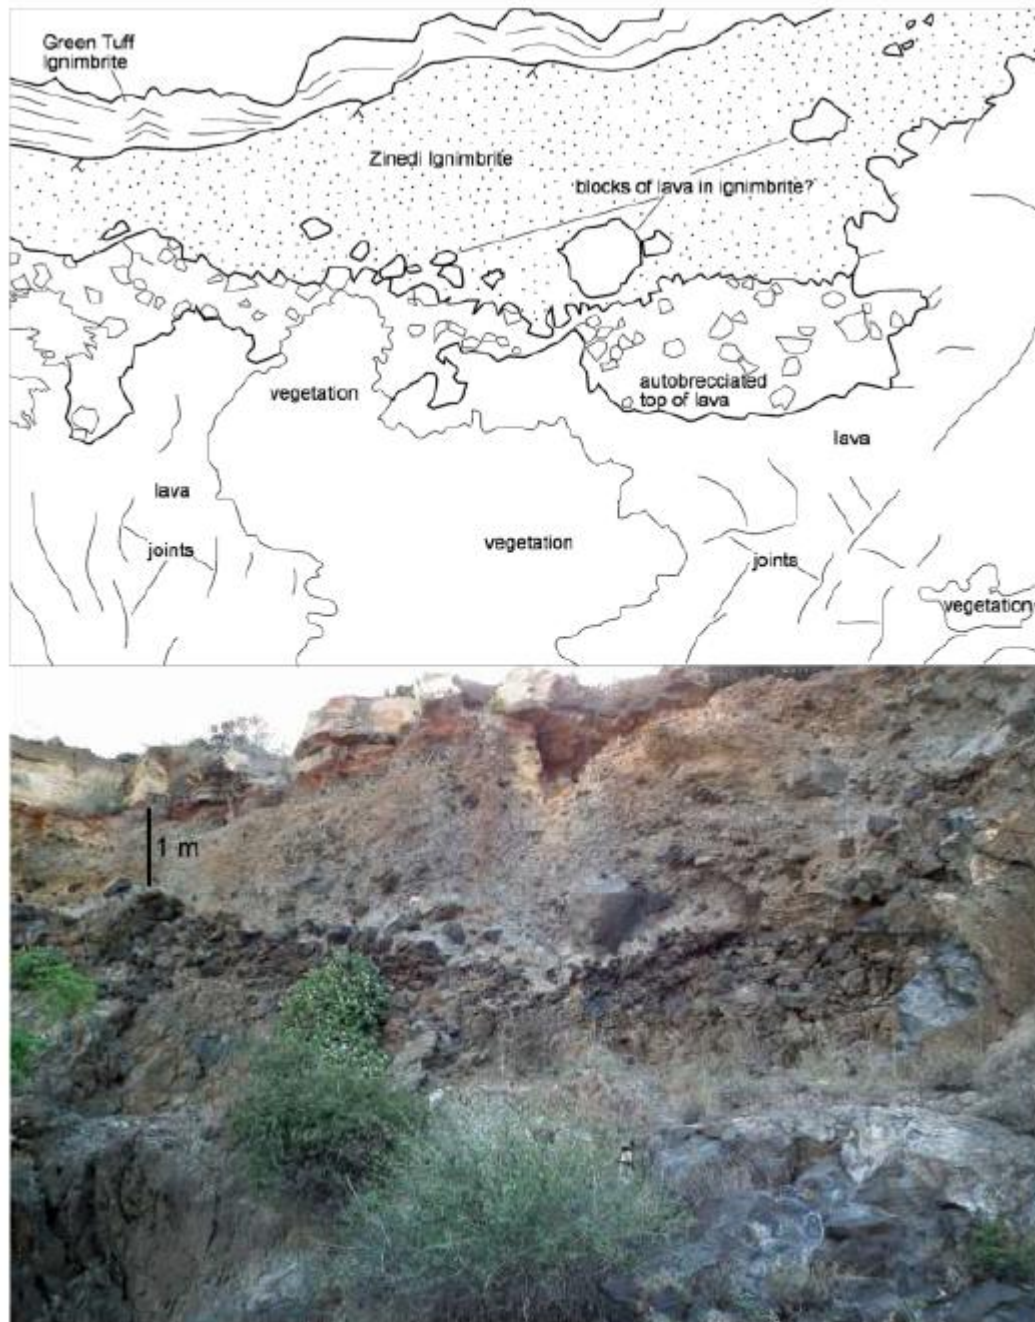 Green Tuff
Ignimbrite
Zinedi Ignimbrite
blocks of lava in ignimbrite?
vegetation
autobrecciated
top of lava
lava
lava
vegetation
joints
joints
vegetation
1 m